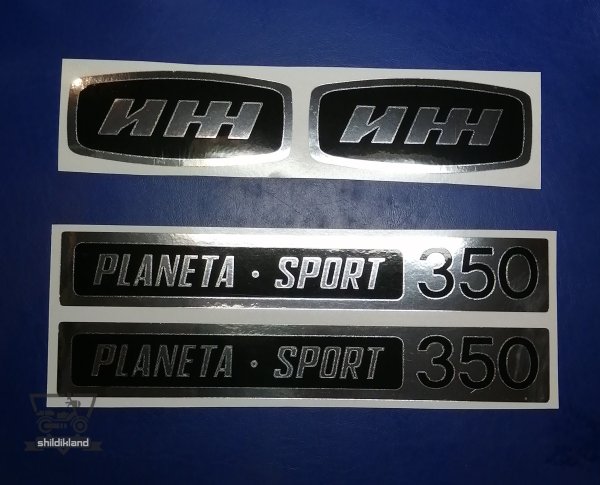 ИЖ ИЖ
PLANETA · SPORT 350
PLANETA · SPORT 350
shildikland